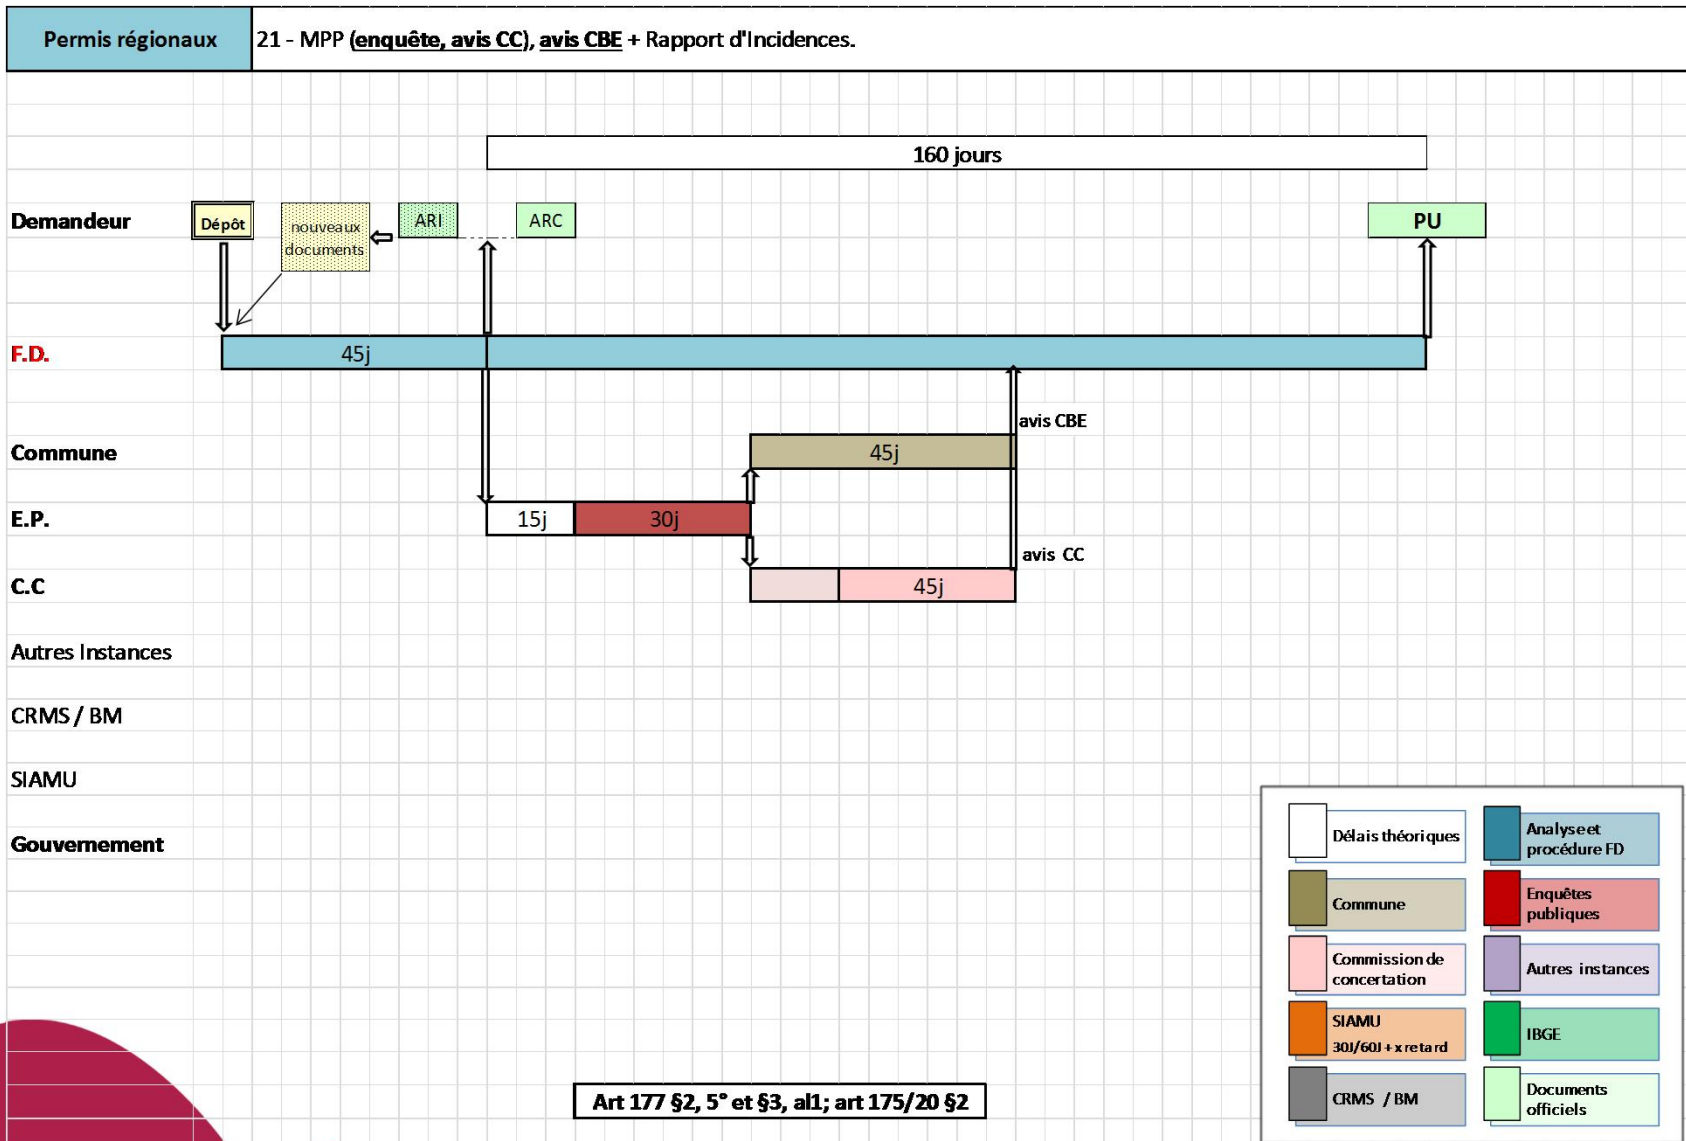 Permis régionaux
21 - MPP (enquête, avis CC), avis CBE + Rapport d'Incidences.
160 jours
Demandeur
Dépôt
nouveaux
documents
ARI
ARC
PU
F.D.
45j
avis CBE
Commune
45j
E.P.
15j
30j
avis CC
C.C
45j
Autres Instances
CRMS / BM
SIAMU
Gouvernement
Délais théoriques
Analyse et
procédure FD
Commune
Enquêtes
publiques
Commission de
concertation
Autres instances
SIAMU
30J/60J + x retard
IBGE
CRMS / BM
Documents
officiels
Art 177 §2, 5° et §3, al1; art 175/20 §2